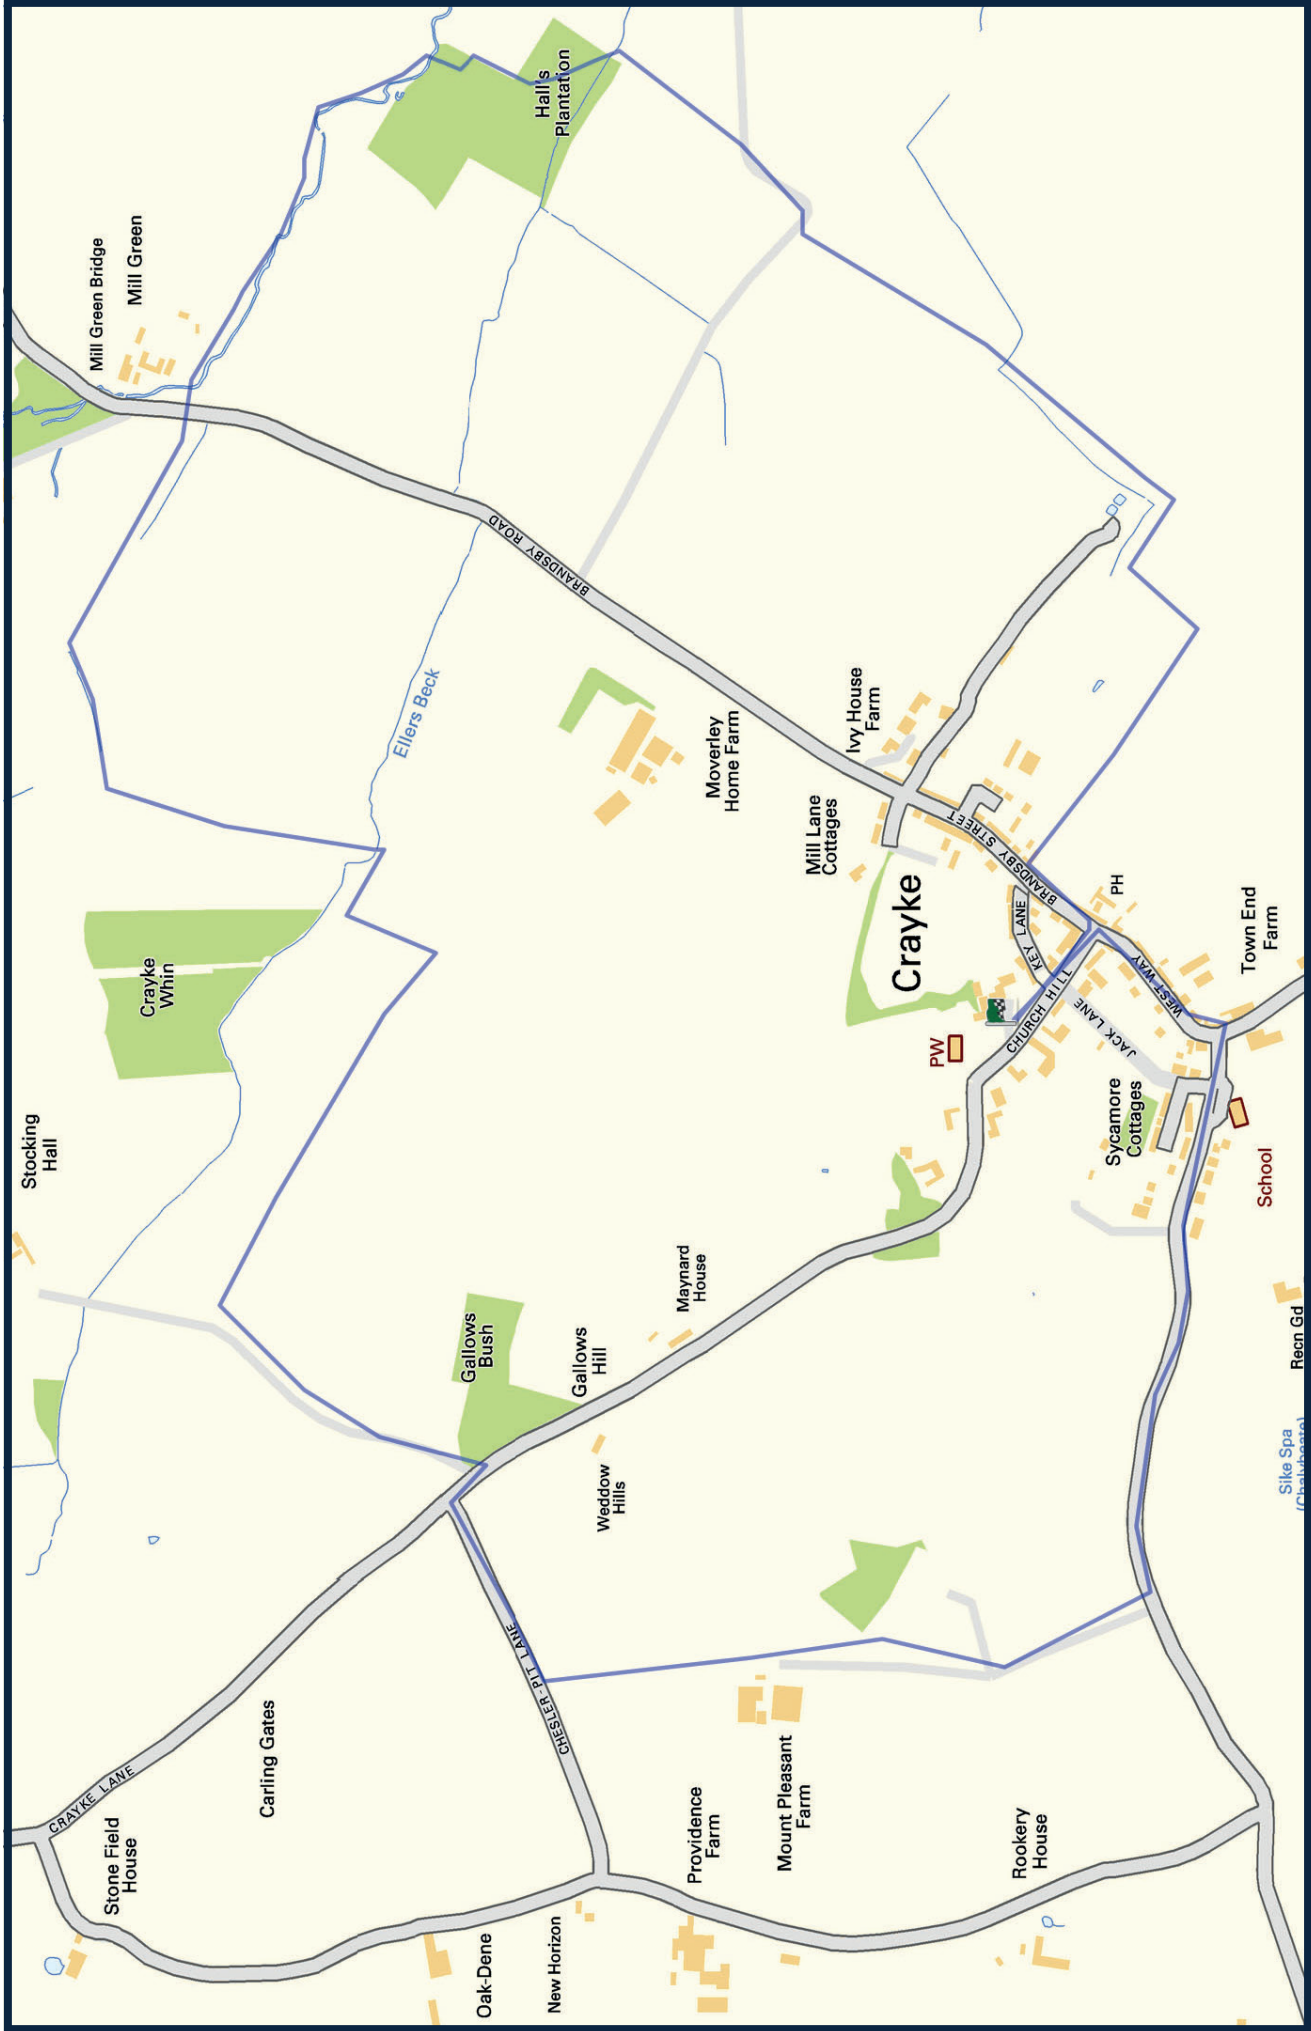 Mill Green Bridge
Mill Green
Hall's
Plantation
BRANDSBY ROAD
Ellers Beck
Moverley
Home Farm
Ivy House
Farm
Mill Lane
Cottages
Crayke
BRANDSBY STREET
BRANDSBY
KEY LANE
PH
CHURCH HILL
PW
JACK LANE
WEST WAY
Town End
Farm
Sycamore
Cottages
School
Crayke
Whin
Stocking
Hall
Gallows
Bush
Gallows
Hill
Maynard
House
Weddow
Hills
Recn Gd
Sike Spa
(Chalybeate)
CHESLER-PIT LANE
Carling Gates
CRAYKE LANE
Stone Field
House
Oak-Dene
New Horizon
Providence
Farm
Mount Pleasant
Farm
Rookery
House